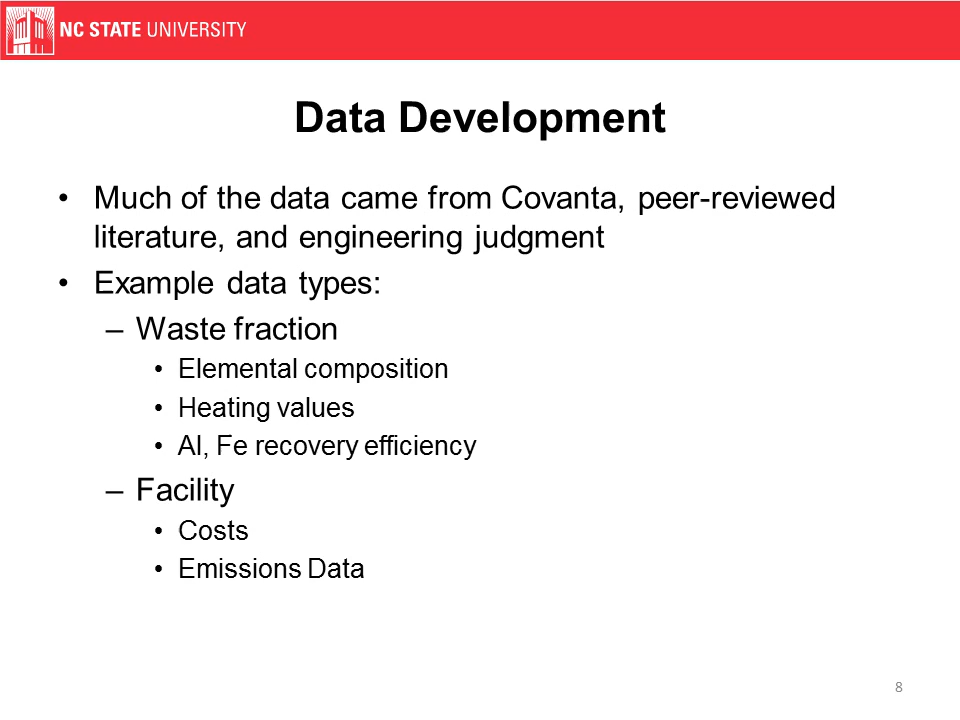 NC STATE UNIVERSITY
Data Development
• Much of the data came from Covanta, peer-reviewed
literature, and engineering judgment
• Example data types:
– Waste fraction
• Elemental composition
• Heating values
• Al, Fe recovery efficiency
– Facility
• Costs
• Emissions Data
8